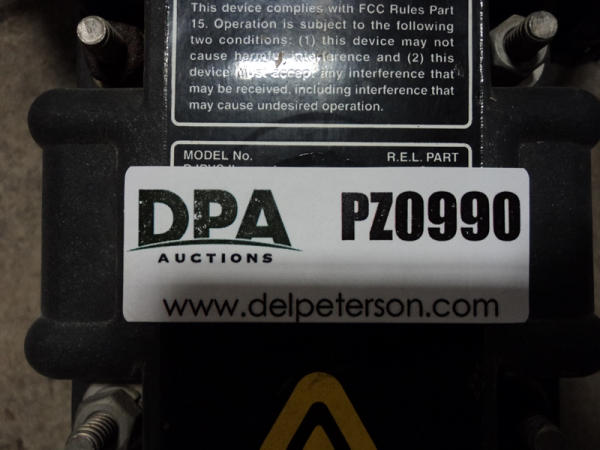 This device complies with FCC Rules Part
15. Operation is subject to the following
two conditions: (1) this device may not
cause harmful interference and (2) this
device must accept any interference that
may be received, including interference that
may cause undesired operation.
MODEL No. R.E.L. PART
DPA PZ0990
AUCTIONS
www.delpeterson.com